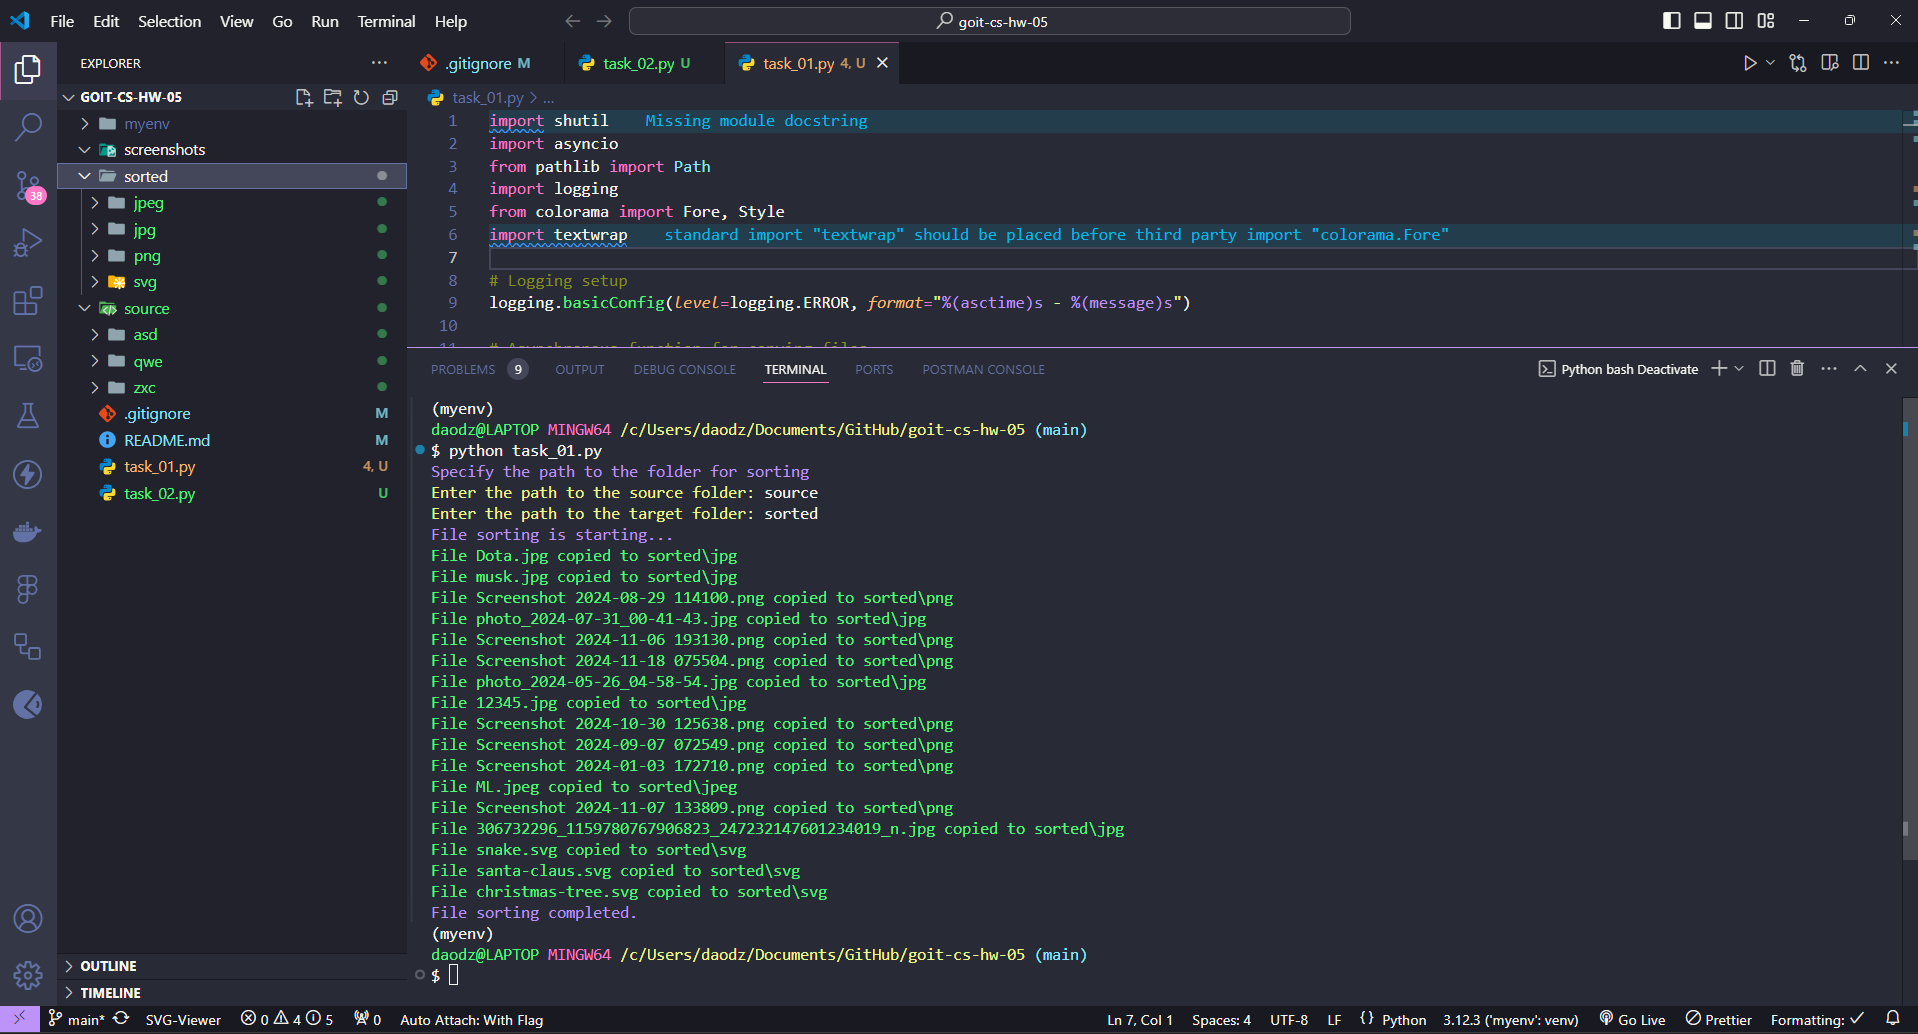 File Edit Selection View Go Run Terminal Help
goit-cs-hw-05
EXPLORER
GOIT-CS-HW-05
myenv
screenshots
sorted
jpeg
jpg
png
svg
source
asd
qwe
zxc
.gitignore M
README.md M
task_01.py 4, U
task_02.py U
OUTLINE
TIMELINE
38
.gitignore M task_02.py U task_01.py 4, U
task_01.py > ...
1 import shutil Missing module docstring
2 import asyncio
3 from pathlib import Path
4 import logging
5 from colorama import Fore, Style
6 import textwrap standard import "textwrap" should be placed before third party import "colorama.Fore"
7
8 # Logging setup
9 logging.basicConfig(level=logging.ERROR, format="%(asctime)s - %(message)s")
10
11 # Asynchronous function for copying files
PROBLEMS 9 OUTPUT DEBUG CONSOLE TERMINAL PORTS POSTMAN CONSOLE
Python bash Deactivate
(myenv)
daodz@LAPTOP MINGW64 /c/Users/daodz/Documents/GitHub/goit-cs-hw-05 (main)
$ python task_01.py
Specify the path to the folder for sorting
Enter the path to the source folder: source
Enter the path to the target folder: sorted
File sorting is starting...
File Dota.jpg copied to sorted\jpg
File musk.jpg copied to sorted\jpg
File Screenshot 2024-08-29 114100.png copied to sorted\png
File photo_2024-07-31_00-41-43.jpg copied to sorted\jpg
File Screenshot 2024-11-06 193130.png copied to sorted\png
File Screenshot 2024-11-18 075504.png copied to sorted\png
File photo_2024-05-26_04-58-54.jpg copied to sorted\jpg
File 12345.jpg copied to sorted\jpg
File Screenshot 2024-10-30 125638.png copied to sorted\png
File Screenshot 2024-09-07 072549.png copied to sorted\png
File Screenshot 2024-01-03 172710.png copied to sorted\png
File ML.jpeg copied to sorted\jpeg
File Screenshot 2024-11-07 133809.png copied to sorted\png
File 306732296_1159780767906823_247232147601234019_n.jpg copied to sorted\jpg
File snake.svg copied to sorted\svg
File santa-claus.svg copied to sorted\svg
File christmas-tree.svg copied to sorted\svg
File sorting completed.
(myenv)
daodz@LAPTOP MINGW64 /c/Users/daodz/Documents/GitHub/goit-cs-hw-05 (main)
$
main* SVG-Viewer 0 4 5 0 Auto Attach: With Flag Ln 7, Col 1 Spaces: 4 UTF-8 LF {} Python 3.12.3 ('myenv': venv) Go Live Prettier Formatting: ✓